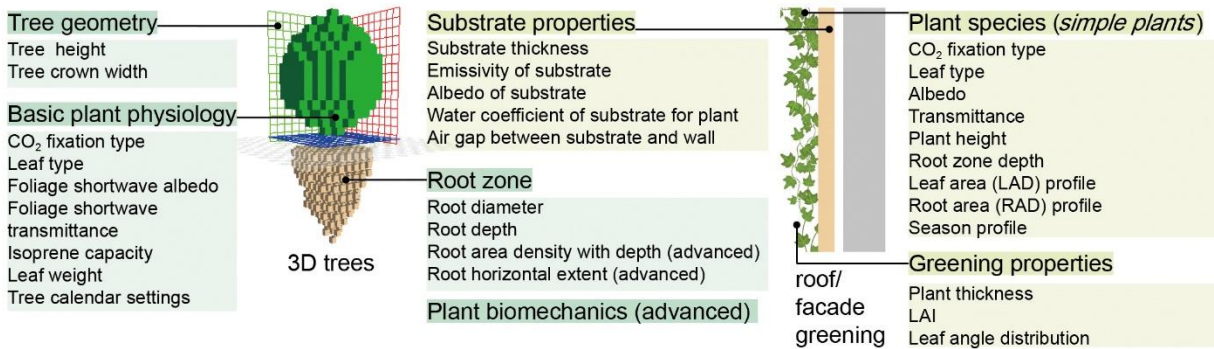 Tree geometry
Tree height
Tree crown width
Basic plant physiology
CO₂ fixation type
Leaf type
Foliage shortwave albedo
Foliage shortwave
transmittance
Isoprene capacity
Leaf weight
Tree calendar settings
3D trees
Substrate properties
Substrate thickness
Emissivity of substrate
Albedo of substrate
Water coefficient of substrate for plant
Air gap between substrate and wall
Root zone
Root diameter
Root depth
Root area density with depth (advanced)
Root horizontal extent (advanced)
Plant biomechanics (advanced)
roof/
facade
greening
Plant species (simple plants)
CO₂ fixation type
Leaf type
Albedo
Transmittance
Plant height
Root zone depth
Leaf area (LAD) profile
Root area (RAD) profile
Season profile
Greening properties
Plant thickness
LAI
Leaf angle distribution